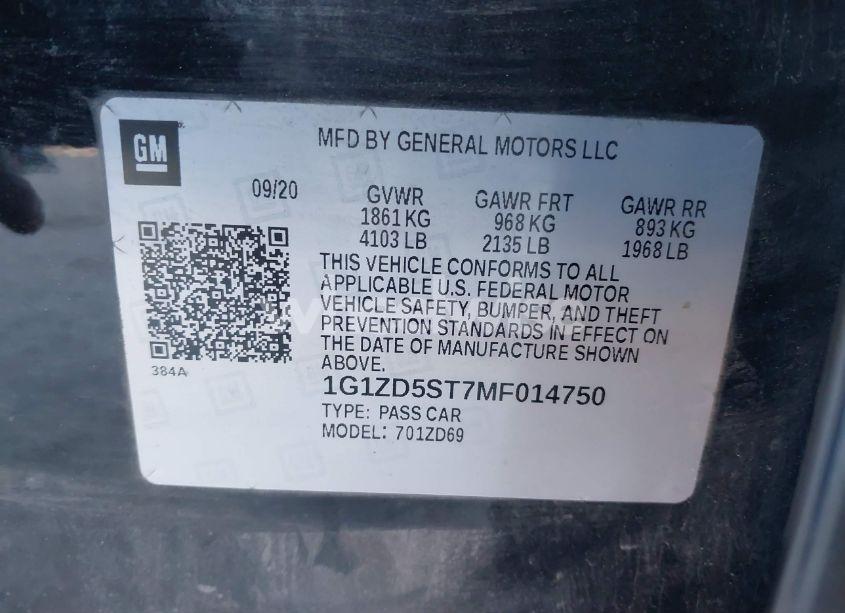 GM
MFD BY GENERAL MOTORS LLC
09/20
GVWR
1861 KG
4103 LB
GAWR FRT
968 KG
2135 LB
GAWR RR
893 KG
1968 LB
THIS VEHICLE CONFORMS TO ALL
APPLICABLE U.S. FEDERAL MOTOR
VEHICLE SAFETY, BUMPER, AND THEFT
PREVENTION STANDARDS IN EFFECT ON
THE DATE OF MANUFACTURE SHOWN
ABOVE.
384A
1G1ZD5ST7MF014750
TYPE: PASS CAR
MODEL: 701ZD69